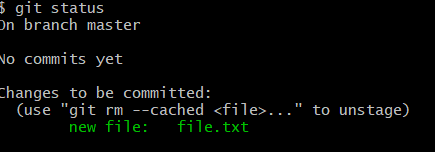 $ git status
On branch master
No commits yet
Changes to be committed:
(use "git rm --cached <file>..." to unstage)
new file:   file.txt